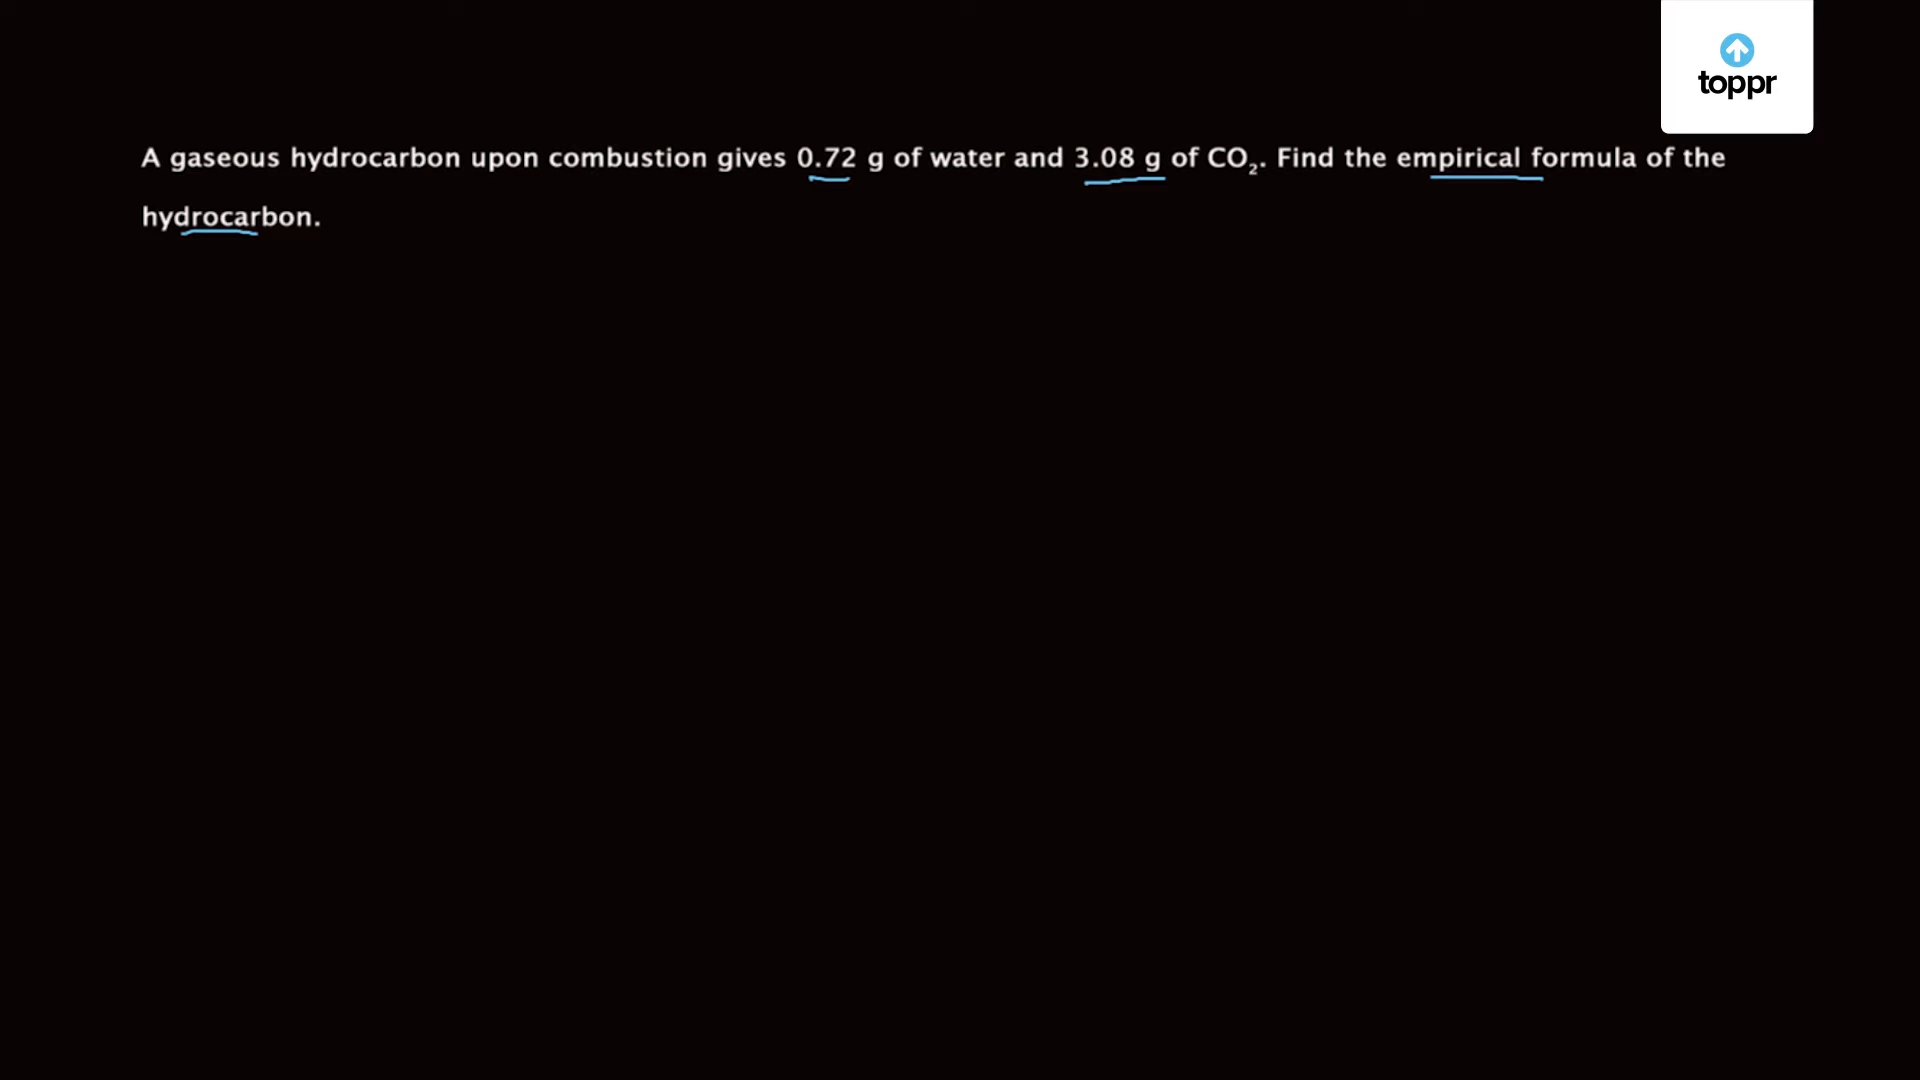 toppr
A gaseous hydrocarbon upon combustion gives 0.72 g of water and 3.08 g of CO₂. Find the empirical formula of the
hydrocarbon.